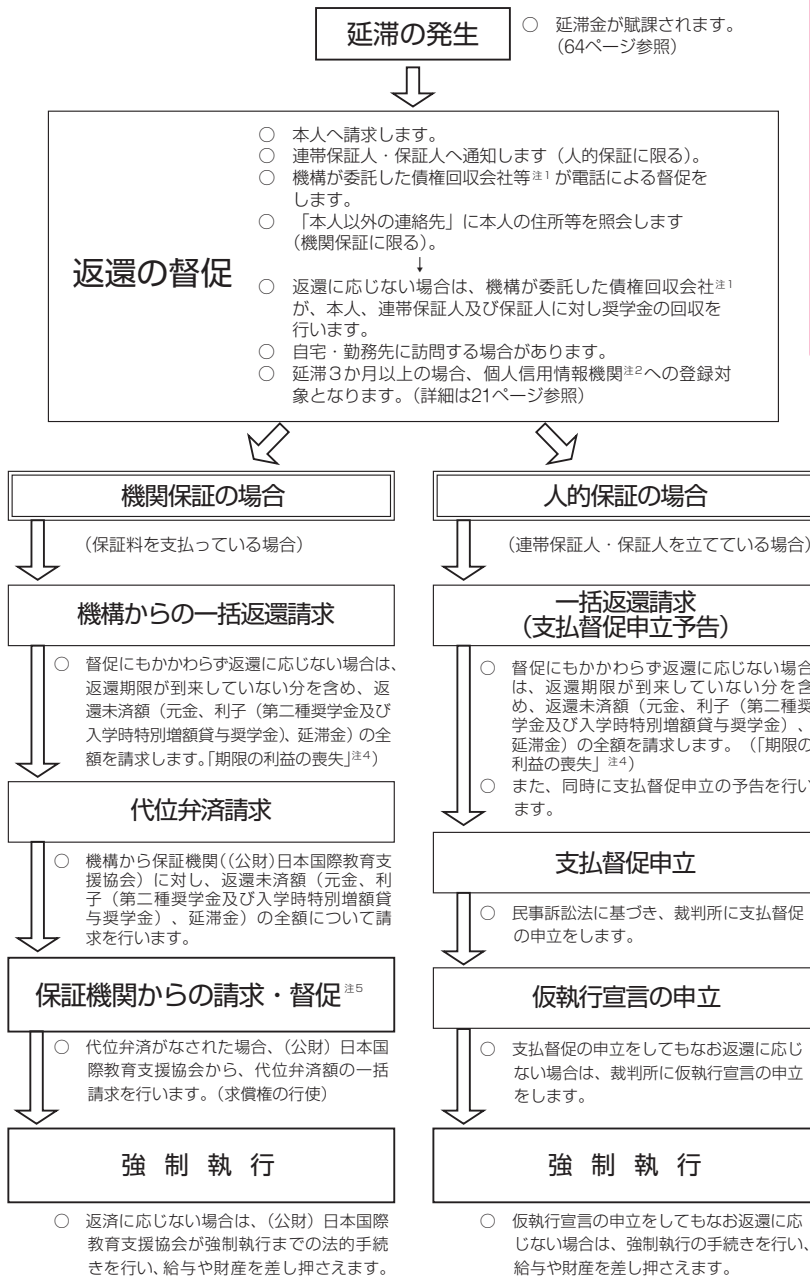 延滞の発生
○ 延滞金が賦課されます。
(64ページ参照)
返還の督促
○ 本人へ請求します。
○ 連帯保証人・保証人へ通知します（人的保証に限る）。
○ 機構が委託した債権回収会社等注1が電話による督促を
します。
○ 「本人以外の連絡先」に本人の住所等を照会します
（機関保証に限る）。
↓
○ 返還に応じない場合は、機構が委託した債権回収会社注1
が、本人、連帯保証人及び保証人に対し奨学金の回収を
行います。
○ 自宅・勤務先に訪問する場合があります。
○ 延滞３か月以上の場合、個人信用情報機関注2への登録対
象となります。（詳細は21ページ参照）
機関保証の場合
（保証料を支払っている場合）
機構からの一括返還請求
○ 督促にもかかわらず返還に応じない場合は、
返還期限が到来していない分を含め、返
還未済額（元金、利子（第二種奨学金及び
入学時特別増額貸与奨学金）、延滞金）の全
額を請求します。「期限の利益の喪失」注4）
代位弁済請求
○ 機構から保証機関（（公財）日本国際教育支
援協会）に対し、返還未済額（元金、利
子（第二種奨学金及び入学時特別増額貸
与奨学金）、延滞金）の全額について請
求を行います。
保証機関からの請求・督促注5
○ 代位弁済がなされた場合、（公財）日本国
際教育支援協会から、代位弁済額の一括
請求を行います。（求償権の行使）
強制執行
○ 返済に応じない場合は、（公財）日本国際
教育支援協会が強制執行までの法的手続
きを行い、給与や財産を差し押さえます。
人的保証の場合
（連帯保証人・保証人を立てている場合）
一括返還請求
（支払督促申立予告）
○ 督促にもかかわらず返還に応じない場合
は、返還期限が到来していない分を含
め、返還未済額（元金、利子（第二種奨
学金及び入学時特別増額貸与奨学金）、
延滞金）の全額を請求します。（「期限の
利益の喪失」注4）
○ また、同時に支払督促申立の予告を行い
ます。
支払督促申立
○ 民事訴訟法に基づき、裁判所に支払督促
の申立をします。
仮執行宣言の申立
○ 支払督促の申立をしてもなお返還に応じ
ない場合は、裁判所に仮執行宣言の申立
をします。
強制執行
○ 仮執行宣言の申立をしてもなお返還に応
じない場合は、強制執行の手続きを行い、
給与や財産を差し押さえます。